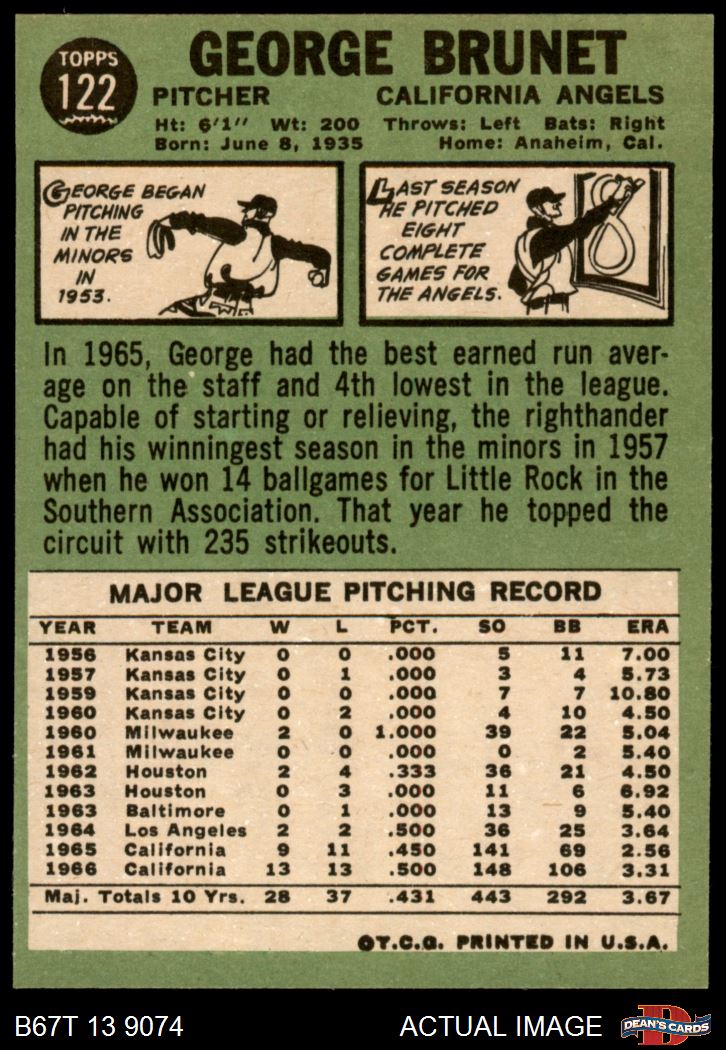 TOPPS
122
GEORGE BRUNET
PITCHER CALIFORNIA ANGELS
Ht: 6'1" Wt: 200 Throws: Left Bats: Right
Born: June 8, 1935 Home: Anaheim, Cal.
GEORGE BEGAN
PITCHING
IN THE
MINORS
IN
1953.
LAST SEASON
HE PITCHED
EIGHT
COMPLETE
GAMES FOR
THE ANGELS.
8
In 1965, George had the best earned run aver-
age on the staff and 4th lowest in the league.
Capable of starting or relieving, the righthander
had his winningest season in the minors in 1957
when he won 14 ballgames for Little Rock in the
Southern Association. That year he topped the
circuit with 235 strikeouts.
MAJOR LEAGUE PITCHING RECORD
YEAR TEAM W L PCT. SO BB ERA
1956 Kansas City 0 0 .000 5 11 7.00
1957 Kansas City 0 1 .000 3 4 5.73
1959 Kansas City 0 0 .000 7 7 10.80
1960 Kansas City 0 2 .000 4 10 4.50
1960 Milwaukee 2 0 1.000 39 22 5.04
1961 Milwaukee 0 0 .000 0 2 5.40
1962 Houston 2 4 .333 36 21 4.50
1963 Houston 0 3 .000 11 6 6.92
1963 Baltimore 0 1 .000 13 9 5.40
1964 Los Angeles 2 2 .500 36 25 3.64
1965 California 9 11 .450 141 69 2.56
1966 California 13 13 .500 148 106 3.31
Maj. Totals 10 Yrs. 28 37 .431 443 292 3.67
©T.C.G. PRINTED IN U.S.A.
B67T 13 9074 ACTUAL IMAGE
D
DEAN'S CARDS